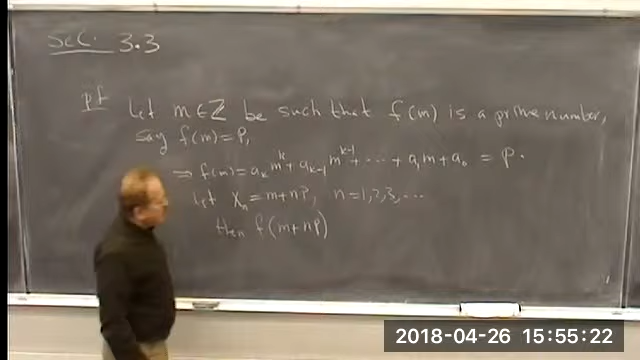 Sec. 3.3
pf Let m∈ℤ be such that f(m) is a prime number,
say f(m)=P,
⇒ f(m)=a_k m^k + a_{k-1} m^{k-1} + ⋯ + a_1 m + a_0 = P.
Let X_n = m+nP, n=1,2,3,⋯
then f(m+nP)
2018-04-26 15:55:22